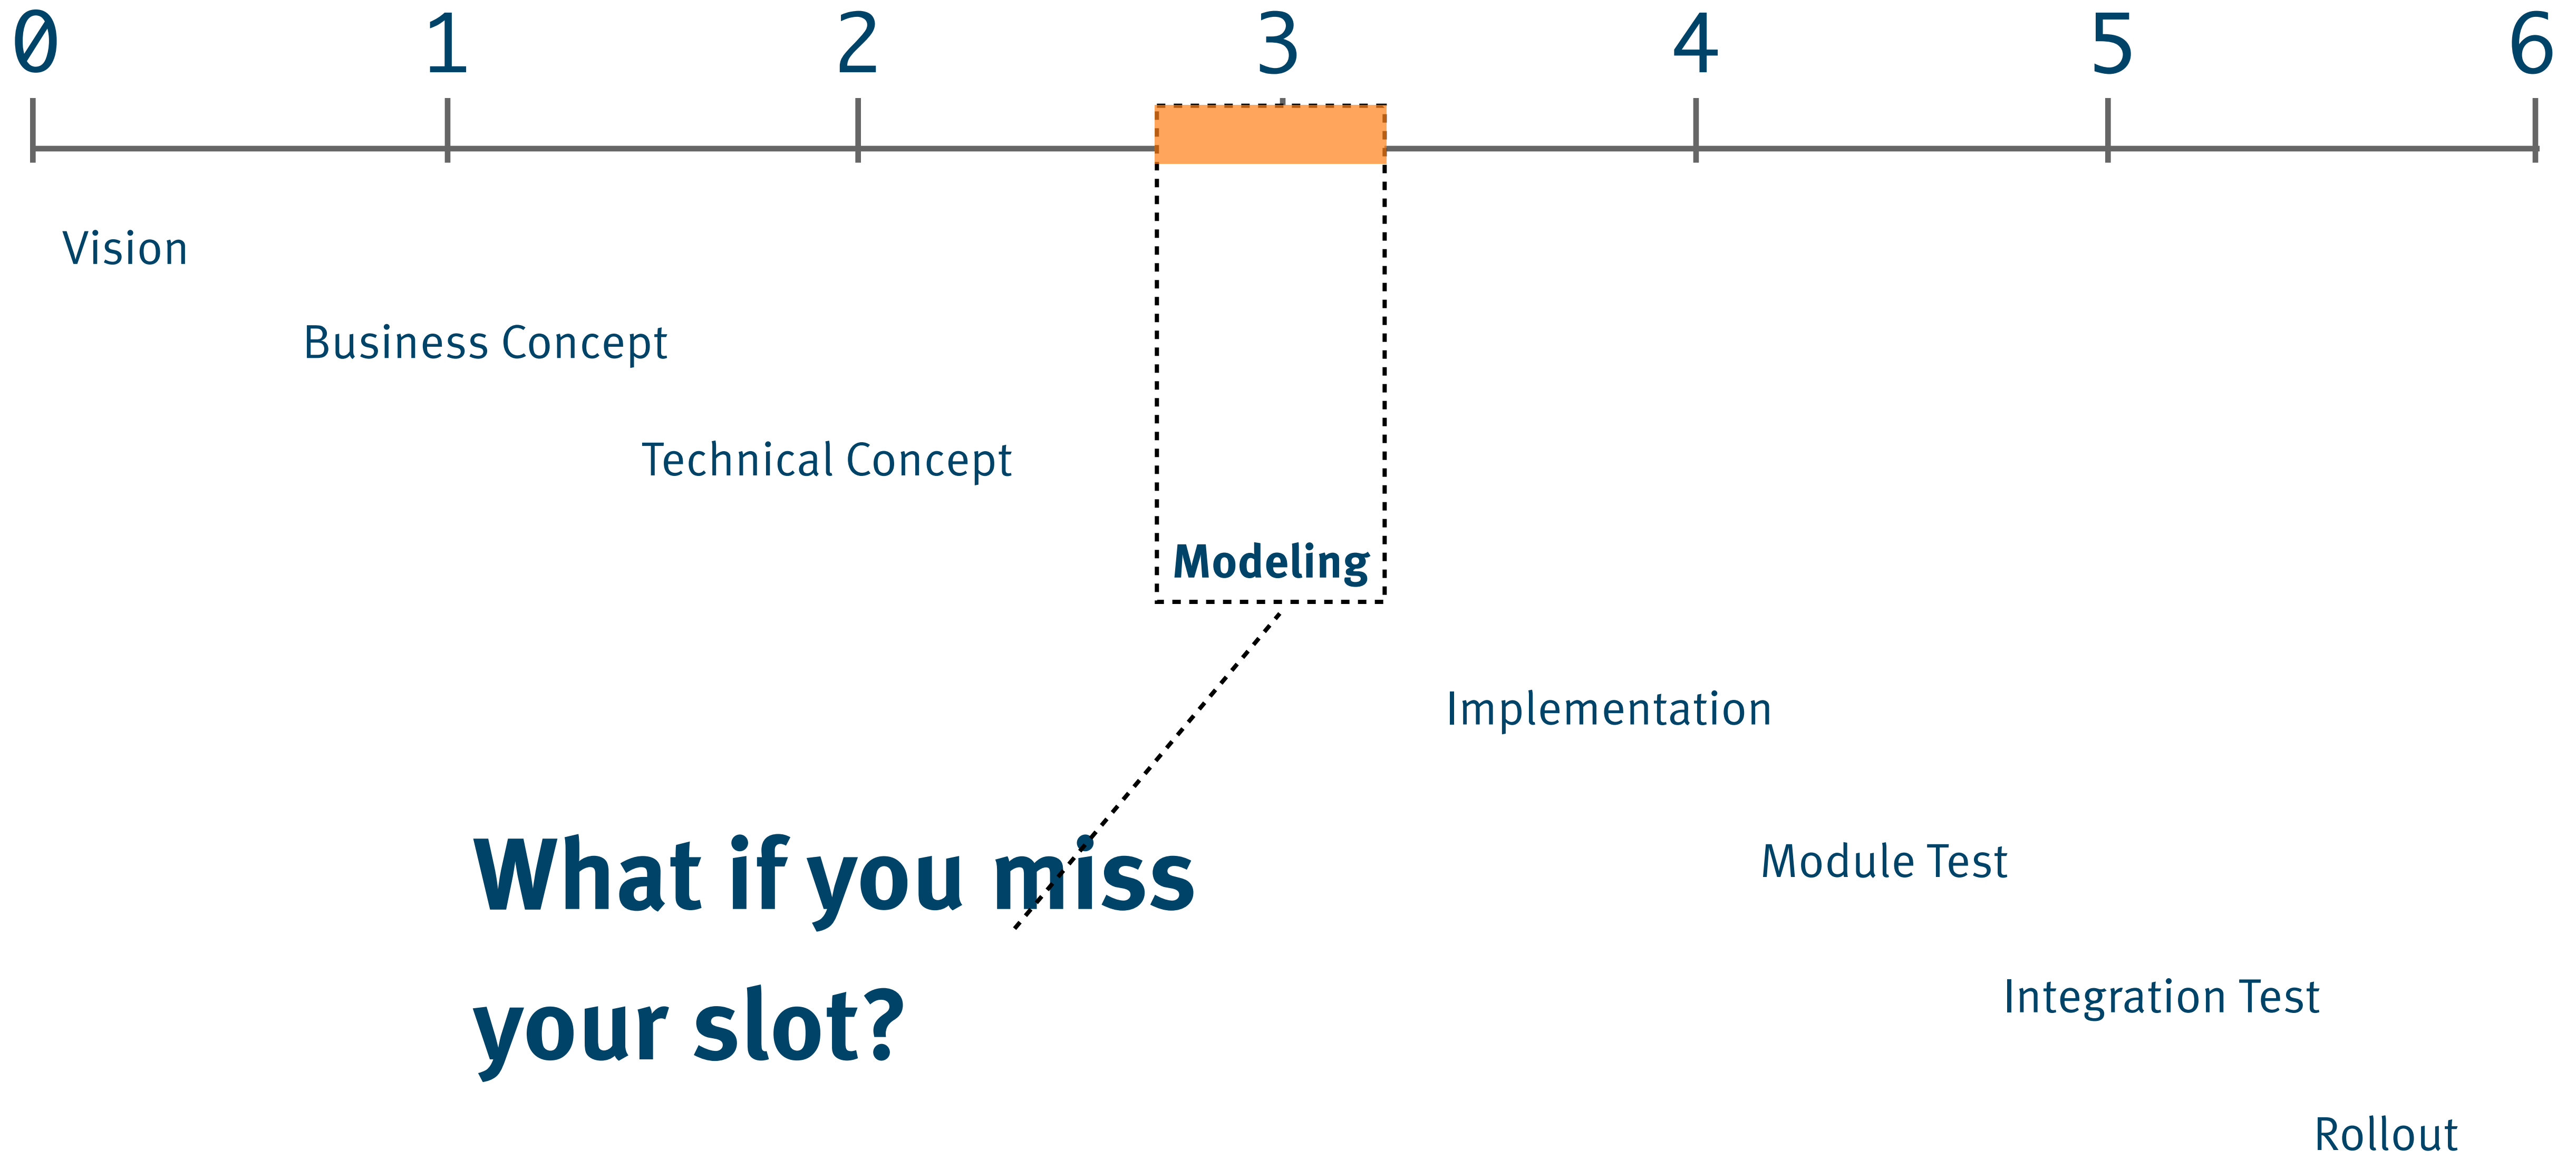 0 1 2 3 4 5 6
Vision
Business Concept
Technical Concept
Modeling
Implementation
What if you miss
your slot?
Module Test
Integration Test
Rollout